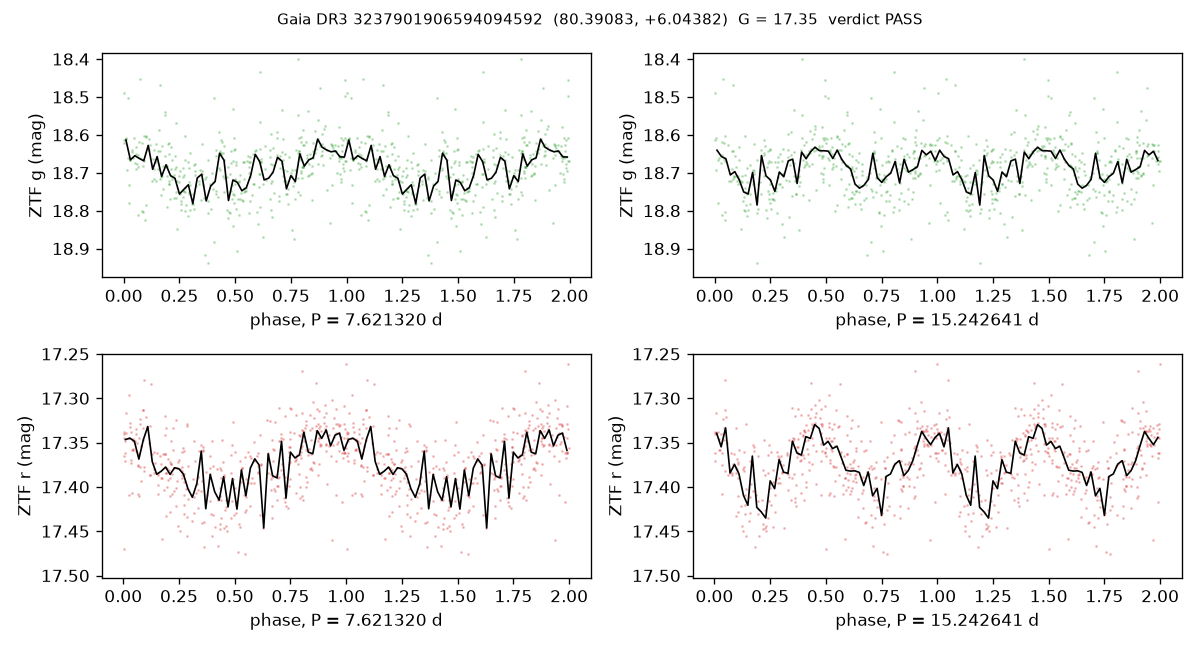 Gaia DR3 3237901906594094592 (80.39083, +6.04382) G = 17.35 verdict PASS
ZTF g (mag)
18.4
18.5
18.6
18.7
18.8
18.9
0.00 0.25 0.50 0.75 1.00 1.25 1.50 1.75 2.00
phase, P = 7.621320 d
ZTF g (mag)
18.4
18.5
18.6
18.7
18.8
18.9
0.00 0.25 0.50 0.75 1.00 1.25 1.50 1.75 2.00
phase, P = 15.242641 d
ZTF r (mag)
17.25
17.30
17.35
17.40
17.45
17.50
0.00 0.25 0.50 0.75 1.00 1.25 1.50 1.75 2.00
phase, P = 7.621320 d
ZTF r (mag)
17.25
17.30
17.35
17.40
17.45
17.50
0.00 0.25 0.50 0.75 1.00 1.25 1.50 1.75 2.00
phase, P = 15.242641 d